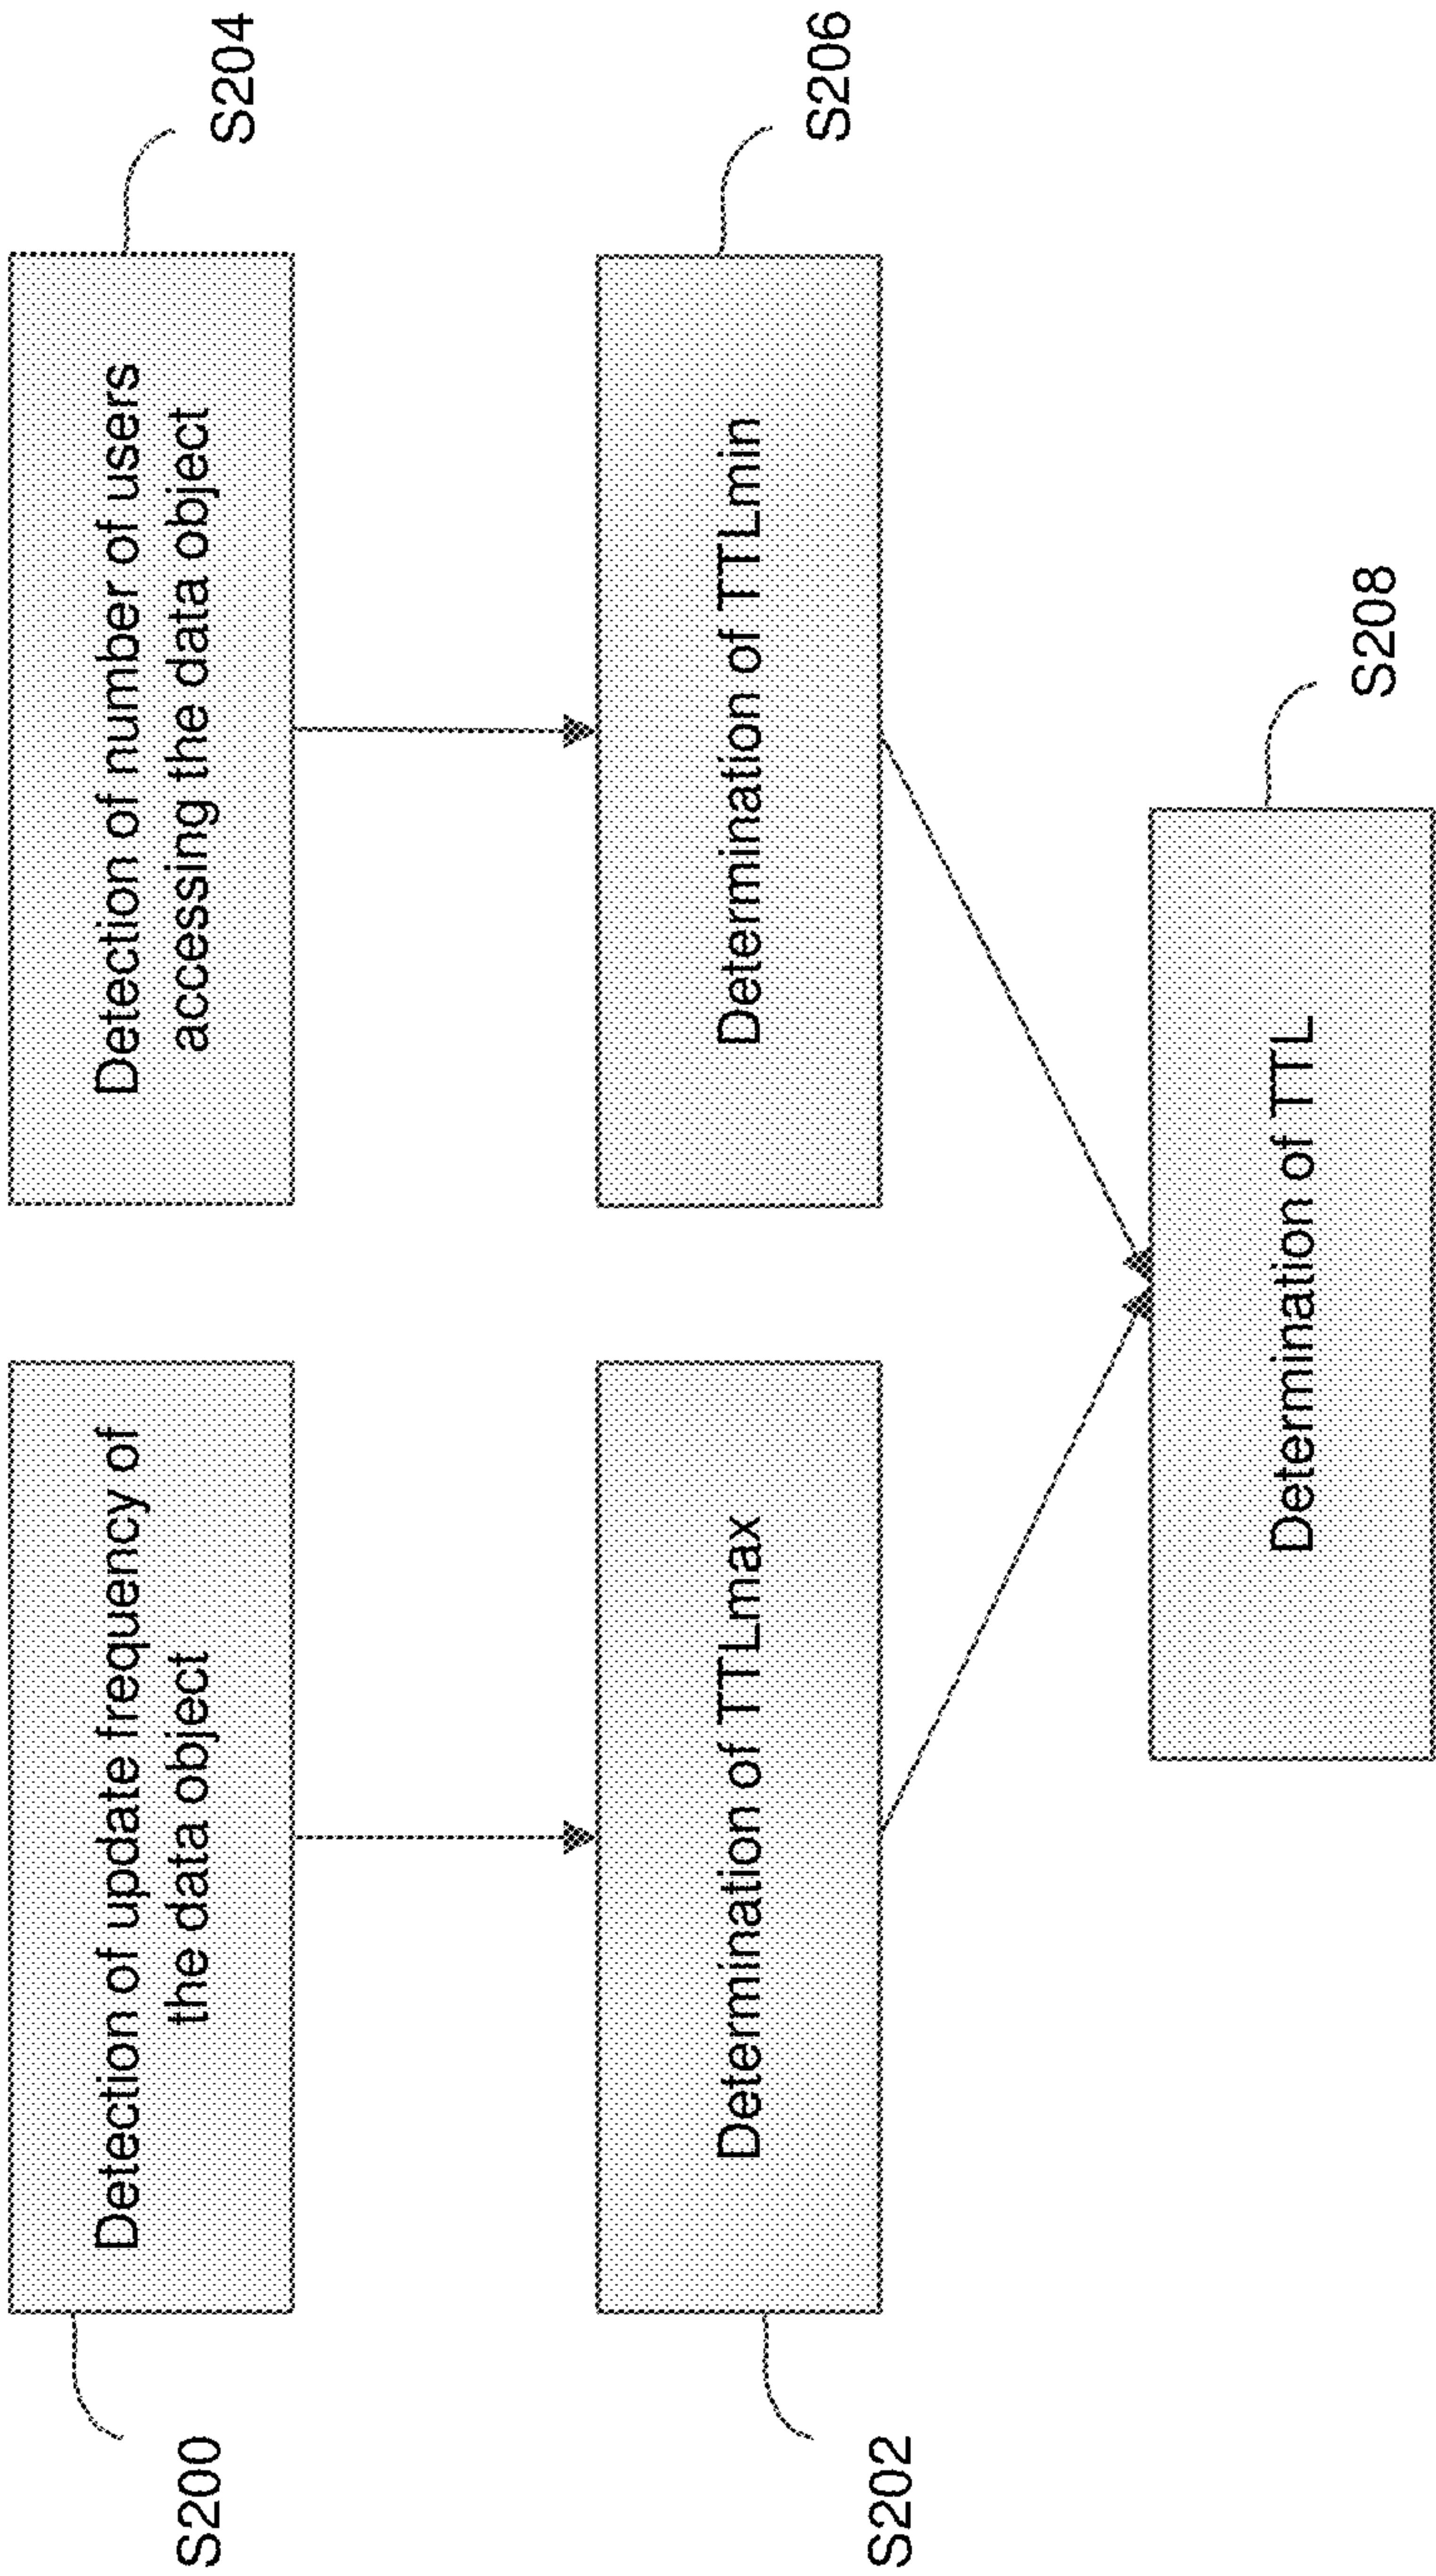 S200
Detection of update frequency of
the data object
Detection of number of users
accessing the data object
S204
S202
Determination of TTLmax
Determination of TTLmin
S206
Determination of TTL
S208